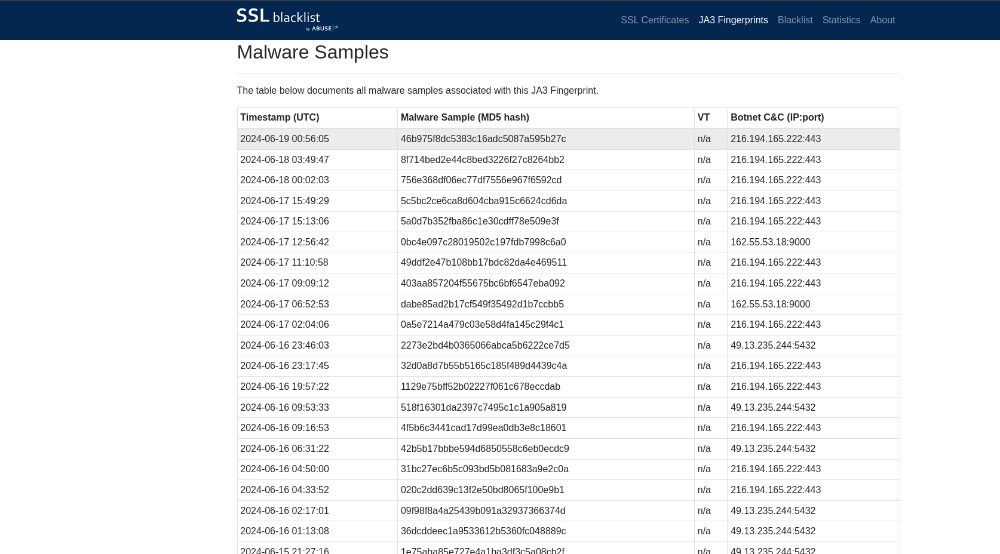 SSL blacklist
by ABUSE|ch
SSL Certificates JA3 Fingerprints Blacklist Statistics About
Malware Samples
The table below documents all malware samples associated with this JA3 Fingerprint.
Timestamp (UTC) Malware Sample (MD5 hash) VT Botnet C&C (IP:port)
2024-06-19 00:56:05 46b975f8dc5383c16adc5087a595b27c n/a 216.194.165.222:443
2024-06-18 03:49:47 8f714bed2e44c8bed3226f27c8264bb2 n/a 216.194.165.222:443
2024-06-18 00:02:03 756e368df06ec77df7556e967f6592cd n/a 216.194.165.222:443
2024-06-17 15:49:29 5c5bc2ce6ca8d604cba915c6624cd6da n/a 216.194.165.222:443
2024-06-17 15:13:06 5a0d7b352fba86c1e30cdff78e509e3f n/a 216.194.165.222:443
2024-06-17 12:56:42 0bc4e097c28019502c197fdb7998c6a0 n/a 162.55.53.18:9000
2024-06-17 11:10:58 49ddf2e47b108bb17bdc82da4e469511 n/a 216.194.165.222:443
2024-06-17 09:09:12 403aa857204f55675bc6bf6547eba092 n/a 216.194.165.222:443
2024-06-17 06:52:53 dabe85ad2b17cf549f35492d1b7ccbb5 n/a 162.55.53.18:9000
2024-06-17 02:04:06 0a5e7214a479c03e58d4fa145c29f4c1 n/a 216.194.165.222:443
2024-06-16 23:46:03 2273e2bd4b0365066abca5b6222ce7d5 n/a 49.13.235.244:5432
2024-06-16 23:17:45 32d0a8d7b55b5165c185f489d4439c4a n/a 216.194.165.222:443
2024-06-16 19:57:22 1129e75bff52b02227f061c678eccdab n/a 216.194.165.222:443
2024-06-16 09:53:33 518f16301da2397c7495c1c1a905a819 n/a 49.13.235.244:5432
2024-06-16 09:16:53 4f5b6c3441cad17d99ea0db3e8c18601 n/a 216.194.165.222:443
2024-06-16 06:31:22 42b5b17bbbe594d6850558c6eb0ecdc9 n/a 49.13.235.244:5432
2024-06-16 04:50:00 31bc27ec6b5c093bd5b081683a9e2c0a n/a 216.194.165.222:443
2024-06-16 04:33:52 020c2dd639c13f2e50bd8065f100e9b1 n/a 216.194.165.222:443
2024-06-16 02:17:01 09f98f8a4a25439b091a32937366374d n/a 49.13.235.244:5432
2024-06-16 01:13:08 36dcddeec1a9533612b5360fc048889c n/a 49.13.235.244:5432
2024-06-15 21:27:16 1e75aba85e727e4a1ba3df3c5a08cb2f n/a 49.13.235.244:5432